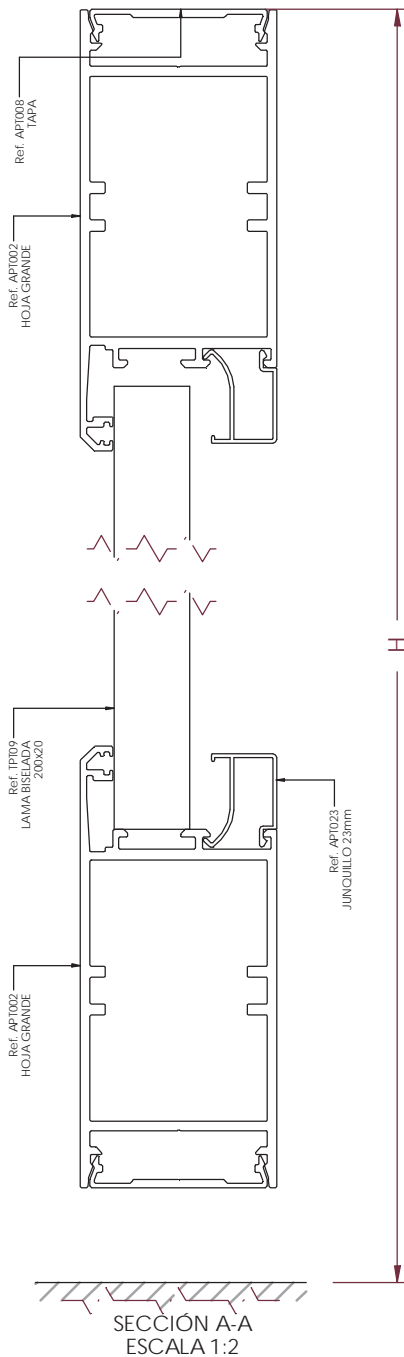 Ref. APT008
TAPA
Ref. APT002
HOJA GRANDE
H
Ref. TPT09
LAMA BISELADA
200x20
Ref. APT023
JUNQUILLO 23mm
Ref. APT002
HOJA GRANDE
SECCIÓN A-A
ESCALA 1:2